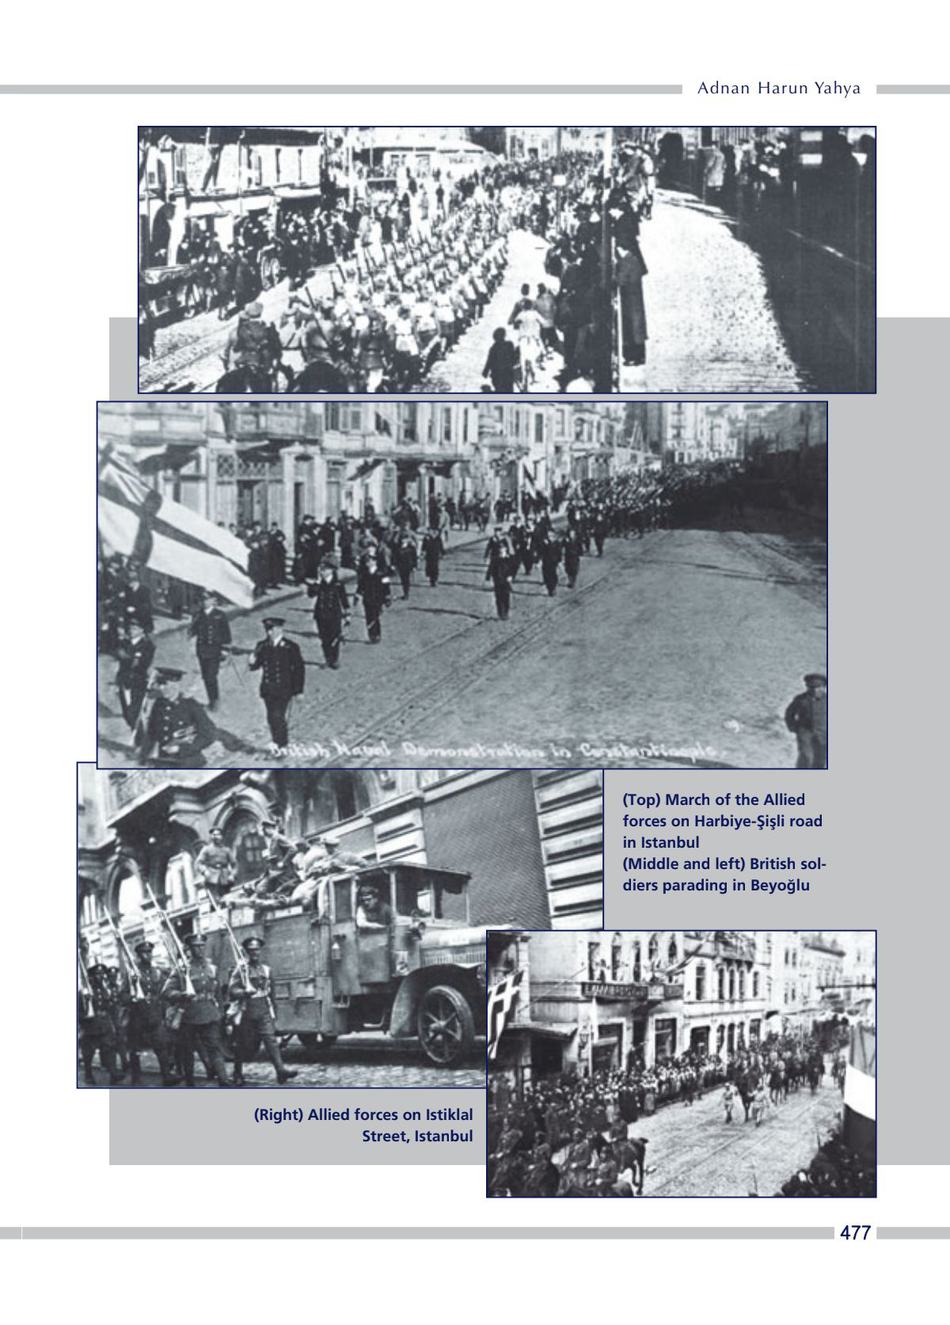 Adnan Harun Yahya
British Naval Demonstration in Constantinople.
(Top) March of the Allied
forces on Harbiye-Şişli road
in Istanbul
(Middle and left) British sol-
diers parading in Beyoğlu
(Right) Allied forces on Istiklal
Street, Istanbul
477